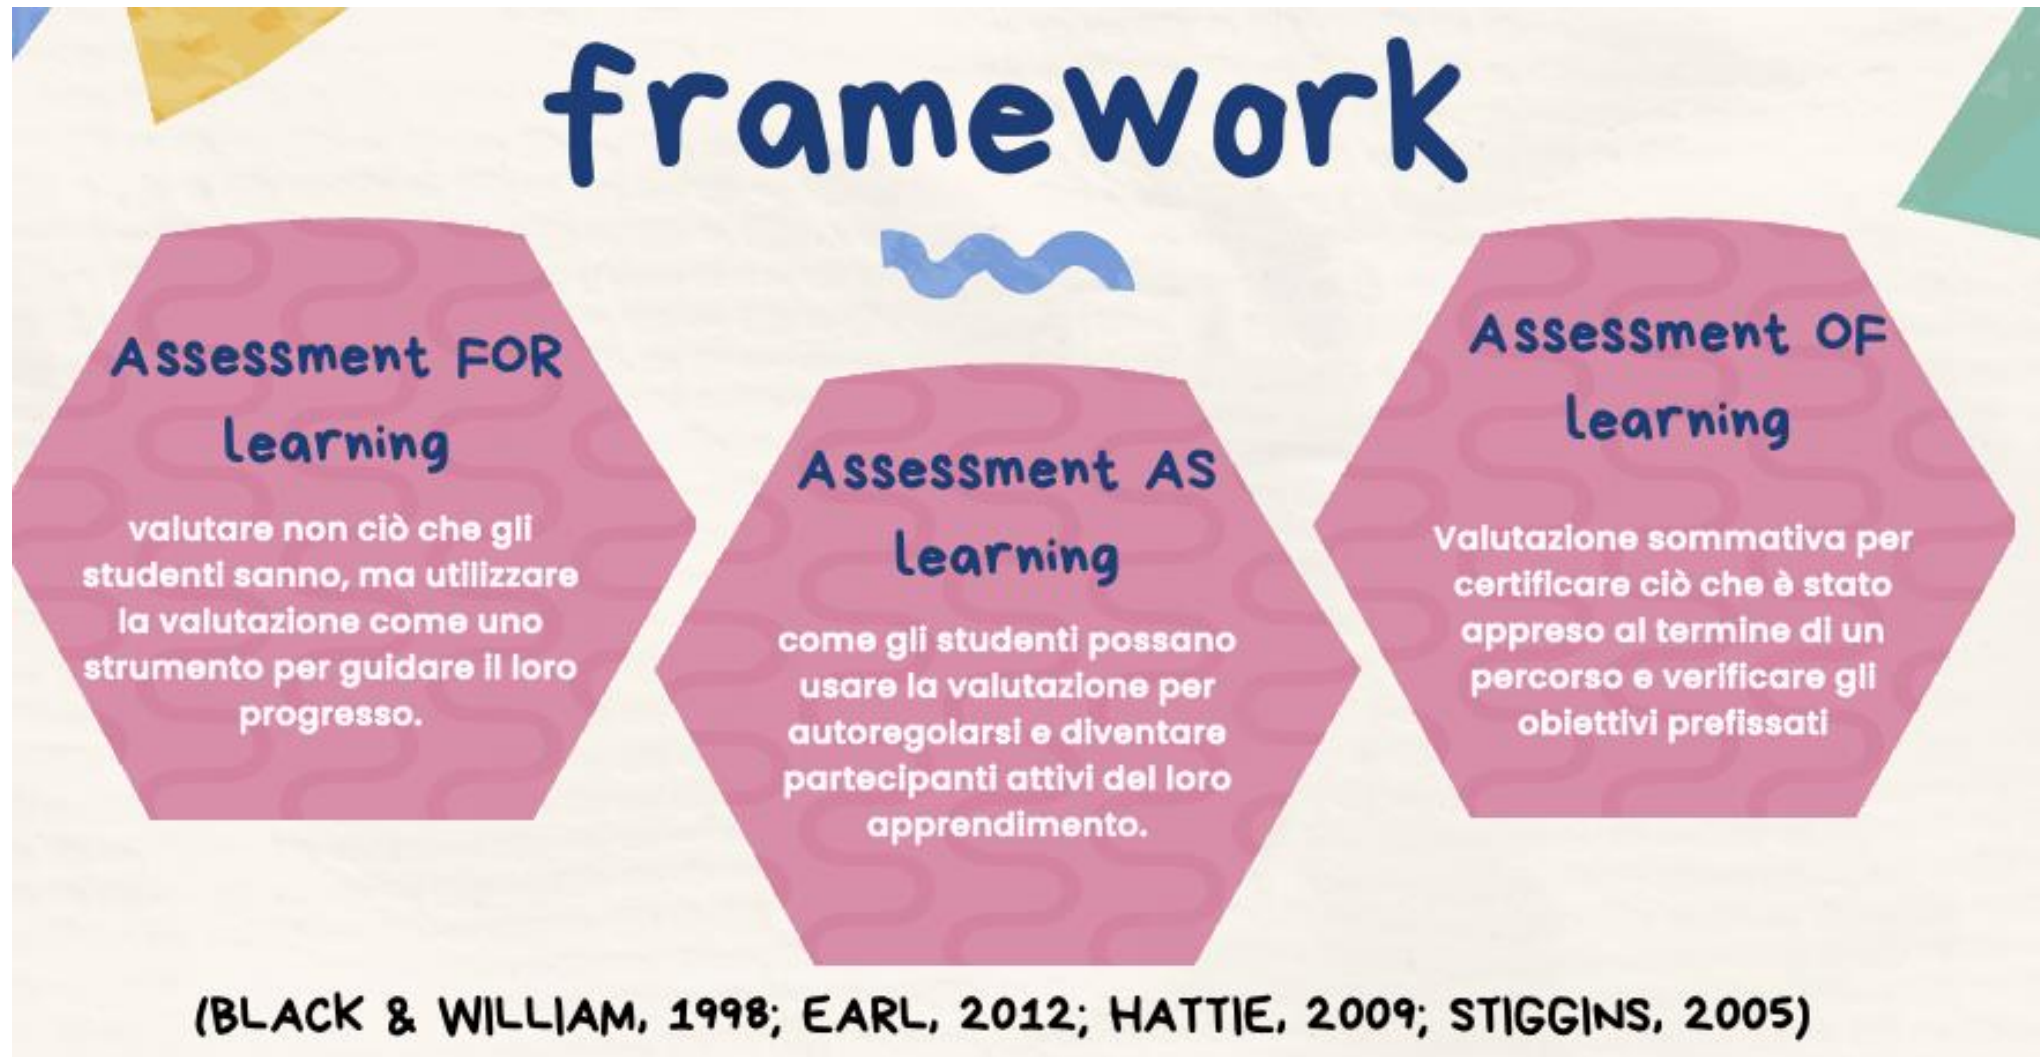 framework
Assessment FOR
learning
valutare non ciò che gli
studenti sanno, ma utilizzare
la valutazione come uno
strumento per guidare il loro
progresso.
Assessment AS
learning
come gli studenti possano
usare la valutazione per
autoregolarsi e diventare
partecipanti attivi del loro
apprendimento.
Assessment OF
learning
Valutazione sommativa per
certificare ciò che è stato
appreso al termine di un
percorso e verificare gli
obiettivi prefissati
(BLACK & WILLIAM, 1998; EARL, 2012; HATTIE, 2009; STIGGINS, 2005)